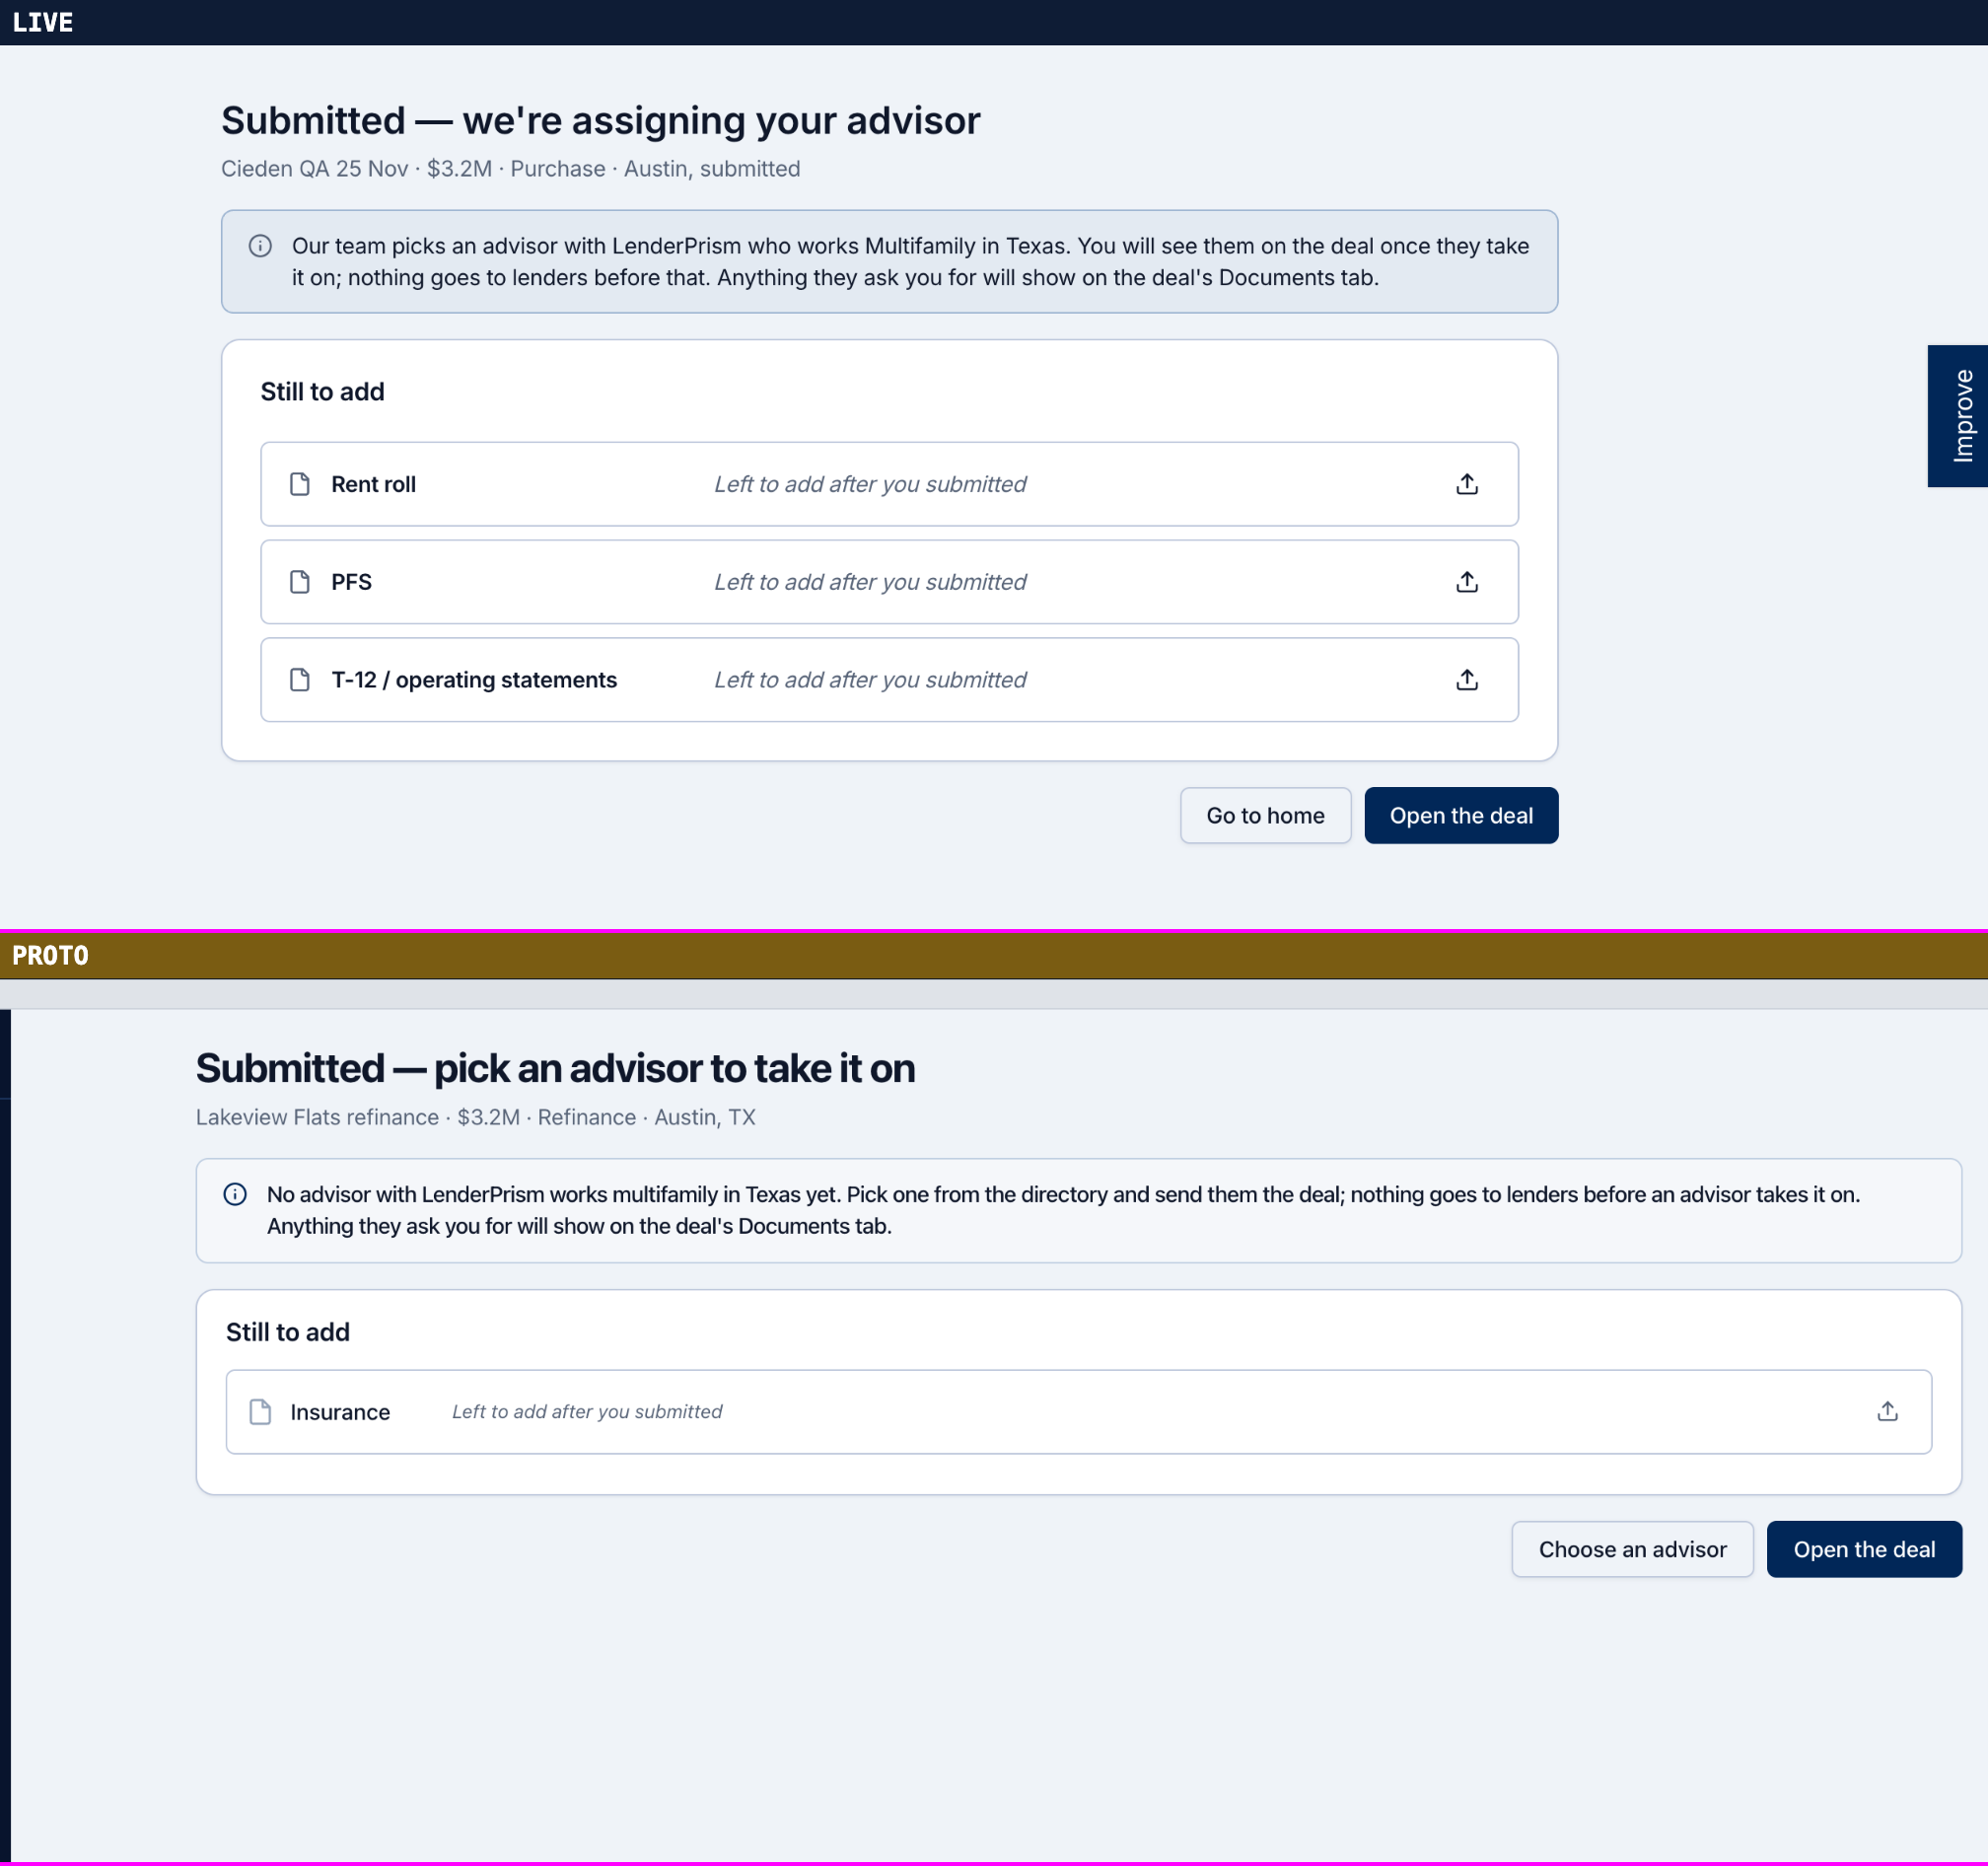 LIVE
Submitted — we're assigning your advisor
Cieden QA 25 Nov · $3.2M · Purchase · Austin, submitted
Our team picks an advisor with LenderPrism who works Multifamily in Texas. You will see them on the deal once they take
it on; nothing goes to lenders before that. Anything they ask you for will show on the deal's Documents tab.
Improve
Still to add
Rent roll Left to add after you submitted
PFS Left to add after you submitted
T-12 / operating statements Left to add after you submitted
Go to home Open the deal
PROTO
Submitted — pick an advisor to take it on
Lakeview Flats refinance · $3.2M · Refinance · Austin, TX
No advisor with LenderPrism works multifamily in Texas yet. Pick one from the directory and send them the deal; nothing goes to lenders before an advisor takes it on.
Anything they ask you for will show on the deal's Documents tab.
Still to add
Insurance Left to add after you submitted
Choose an advisor Open the deal